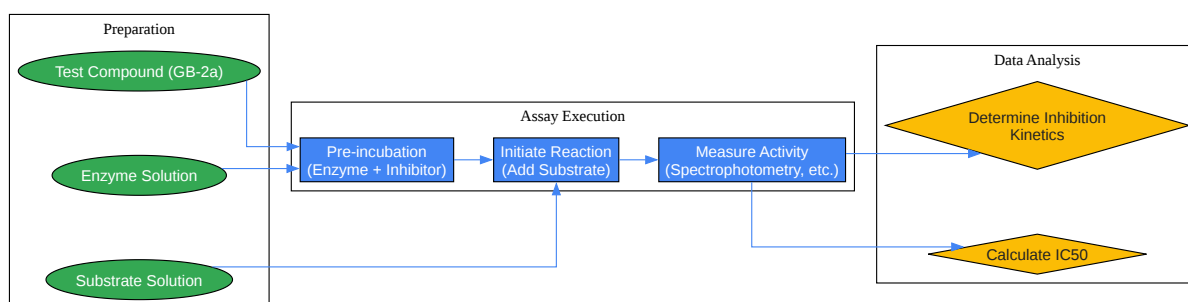 Preparation
Test Compound (GB-2a)
Enzyme Solution
Substrate Solution
Assay Execution
Pre-incubation
(Enzyme + Inhibitor)
Initiate Reaction
(Add Substrate)
Measure Activity
(Spectrophotometry, etc.)
Data Analysis
Determine Inhibition
Kinetics
Calculate IC50